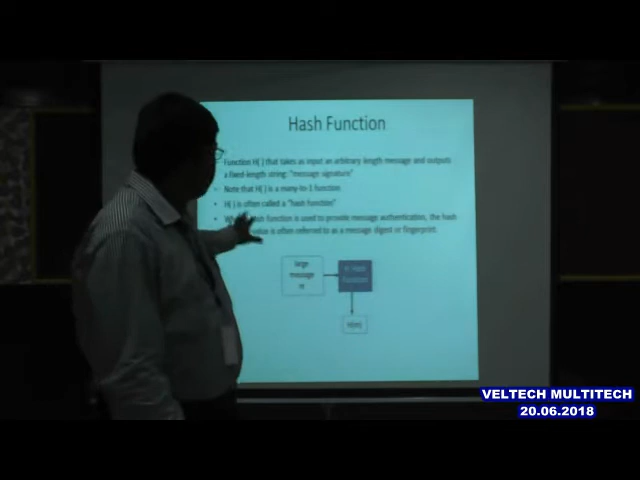 Hash Function
Function H( ) that takes as input an arbitrary length message and outputs
a fixed-length string: "message signature"
Note that H( ) is a many-to-1 function
H( ) is often called a "hash function"
hash function is used to provide message authentication, the hash
value is often referred to as a message digest or fingerprint.
large
message
m
H: Hash
Function
H(m)
VELTECH MULTITECH
20.06.2018